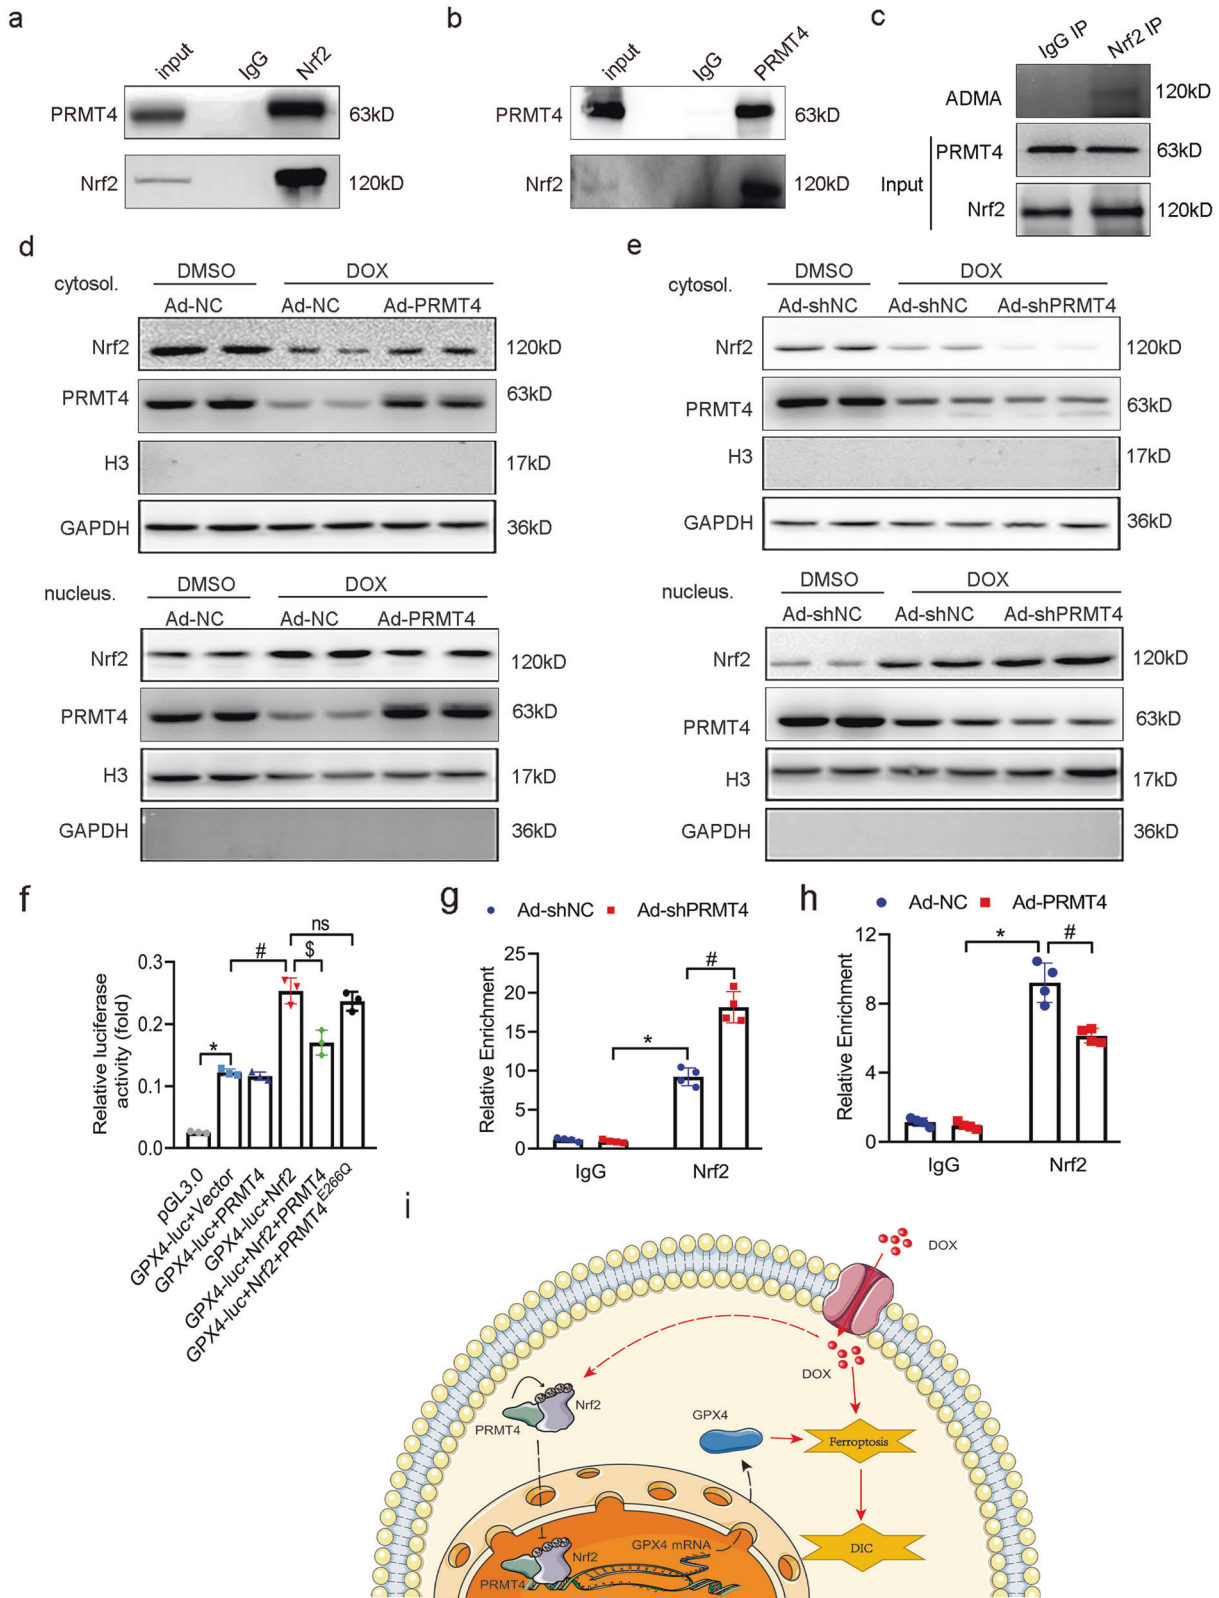 a
input IgG Nrf2
PRMT4 63kD
Nrf2 120kD
b
input IgG PRMT4
PRMT4 63kD
Nrf2 120kD
c
IgG IP Nrf2 IP
ADMA 120kD
Input
PRMT4 63kD
Nrf2 120kD
d
DMSO DOX
cytosol.
Ad-NC Ad-NC Ad-PRMT4
Nrf2 120kD
PRMT4 63kD
H3 17kD
GAPDH 36kD
DMSO DOX
nucleus.
Ad-NC Ad-NC Ad-PRMT4
Nrf2 120kD
PRMT4 63kD
H3 17kD
GAPDH 36kD
e
DMSO DOX
cytosol.
Ad-shNC Ad-shNC Ad-shPRMT4
Nrf2 120kD
PRMT4 63kD
H3 17kD
GAPDH 36kD
DMSO DOX
nucleus.
Ad-shNC Ad-shNC Ad-shPRMT4
Nrf2 120kD
PRMT4 63kD
H3 17kD
GAPDH 36kD
f
Relative luciferase
activity (fold)
0.3
0.2
0.1
0.0
* # $ ns
pGL3.0
GPX4-luc+Vector
GPX4-luc+PRMT4
GPX4-luc+Nrf2
GPX4-luc+Nrf2+PRMT4
GPX4-luc+Nrf2+PRMT4E266Q
g
Ad-shNC Ad-shPRMT4
Relative Enrichment
25
20
15
10
5
0
* #
IgG Nrf2
h
Ad-NC Ad-PRMT4
Relative Enrichment
12
8
4
0
* #
IgG Nrf2
i
DOX
DOX
Nrf2
PRMT4
GPX4
Ferroptosis
DIC
GPX4 mRNA
Nrf2
PRMT4